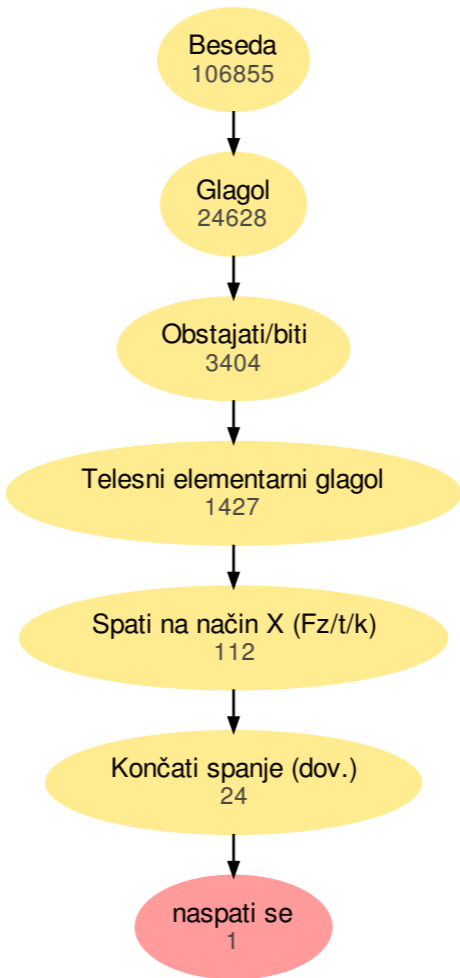 Beseda
106855
Glagol
24628
Obstajati/biti
3404
Telesni elementarni glagol
1427
Spati na način X (Fz/t/k)
112
Končati spanje (dov.)
24
naspati se
1